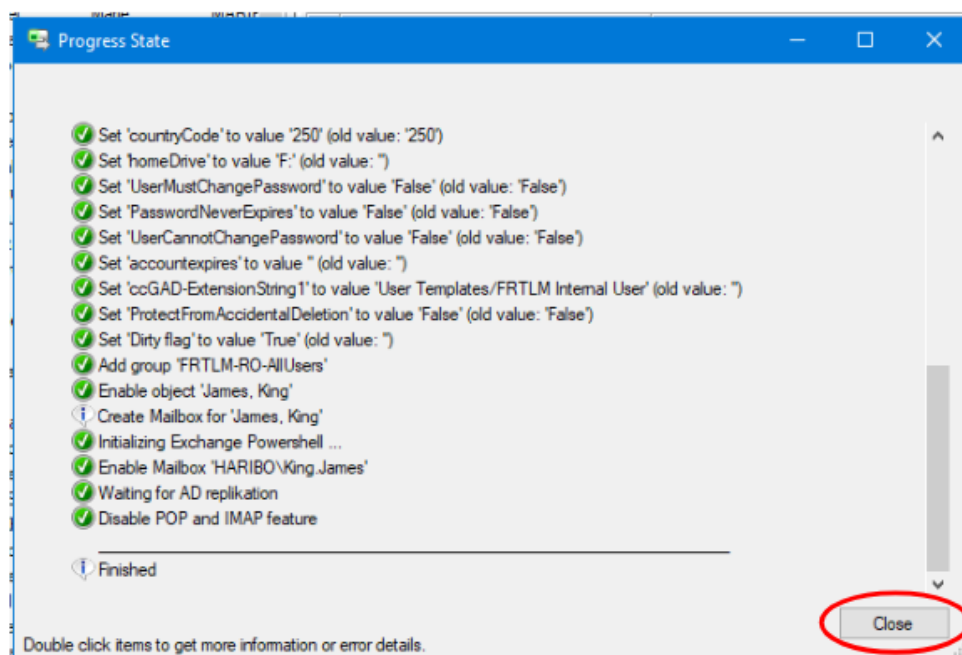 Progress State
Set 'countryCode' to value '250' (old value: '250')
Set 'homeDrive' to value 'F:' (old value: '')
Set 'UserMustChangePassword' to value 'False' (old value: 'False')
Set 'PasswordNeverExpires' to value 'False' (old value: 'False')
Set 'UserCannotChangePassword' to value 'False' (old value: 'False')
Set 'accountexpires' to value '' (old value: '')
Set 'ccGAD-ExtensionString1' to value 'User Templates/FRTLM Internal User' (old value: '')
Set 'ProtectFromAccidentalDeletion' to value 'False' (old value: 'False')
Set 'Dirty flag' to value 'True' (old value: '')
Add group 'FRTLM-RO-AllUsers'
Enable object 'James, King'
Create Mailbox for 'James, King'
Initializing Exchange Powershell ...
Enable Mailbox 'HARIBO\King.James'
Waiting for AD replikation
Disable POP and IMAP feature
Finished
Close
Double click items to get more information or error details.